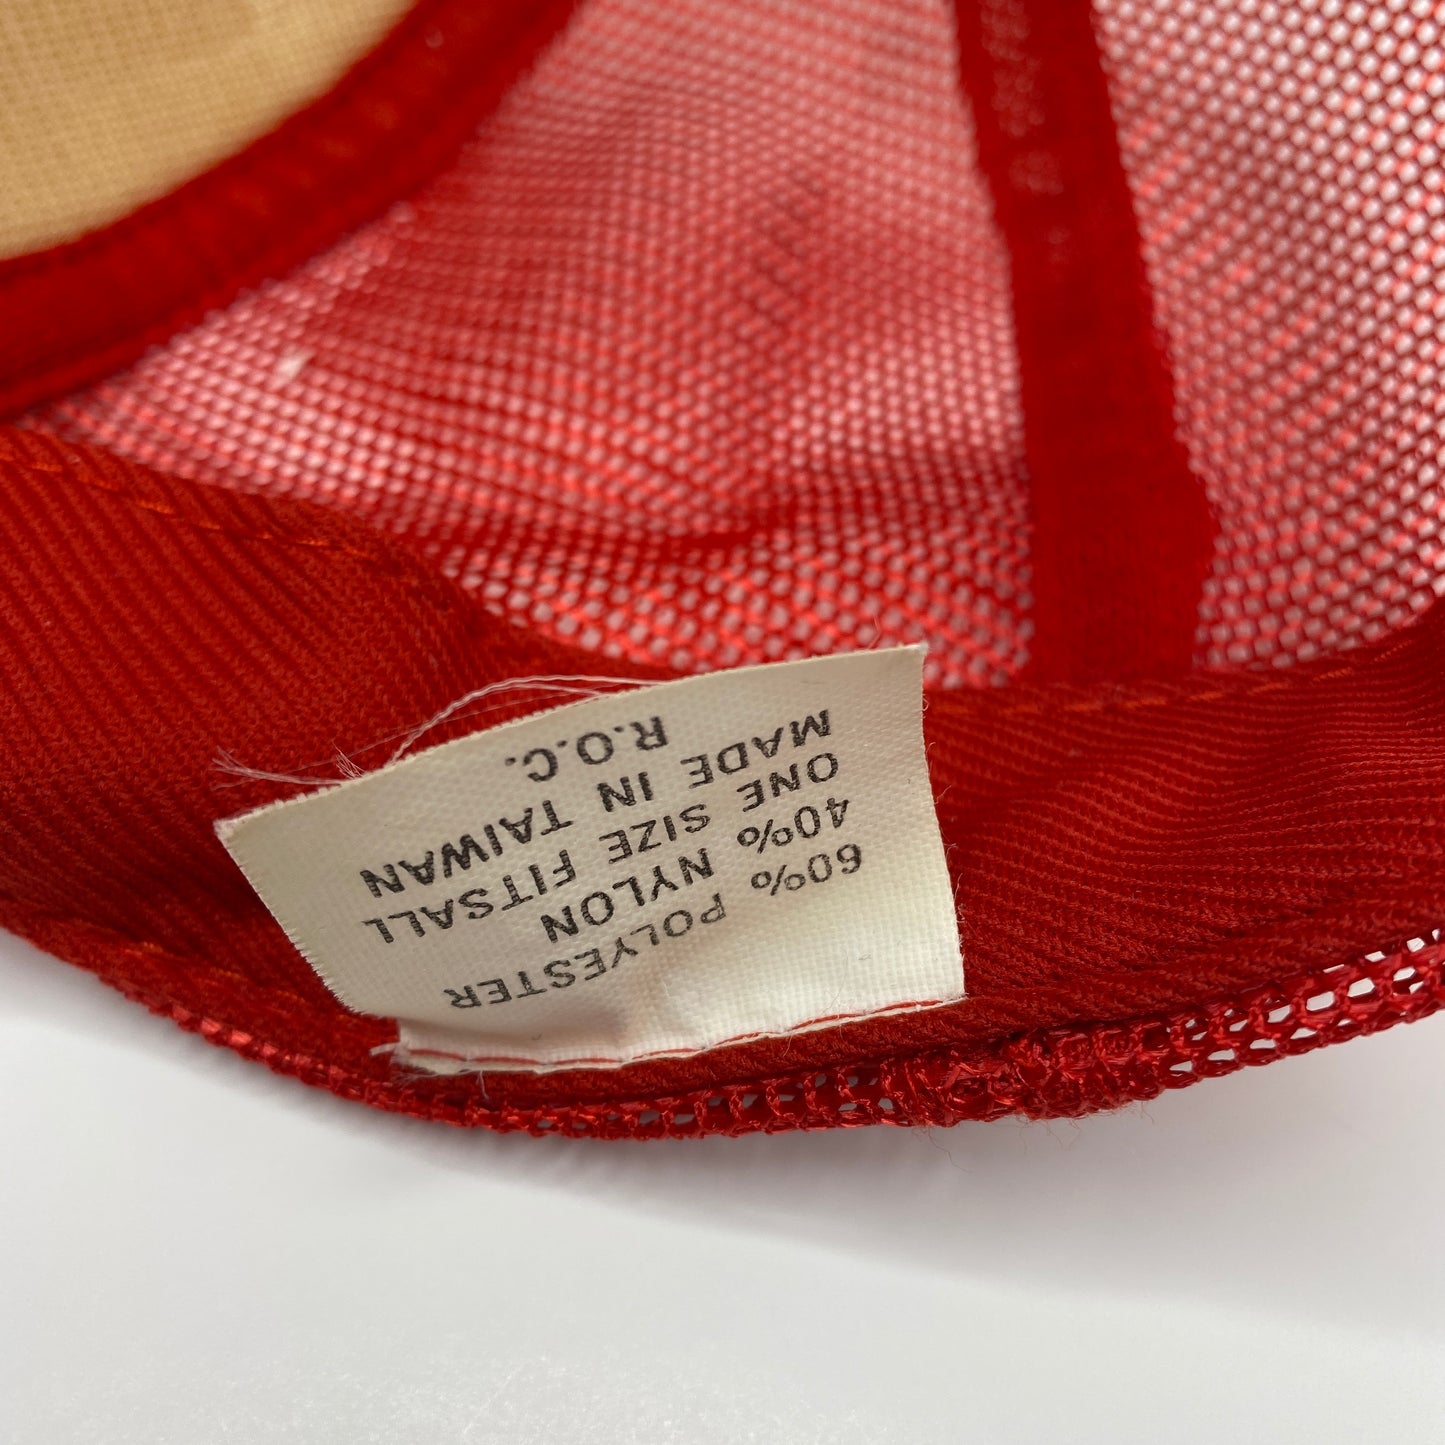 60% POLYESTER
40% NYLON
ONE SIZE FITSALL
MADE IN TAIWAN
R.O.C.